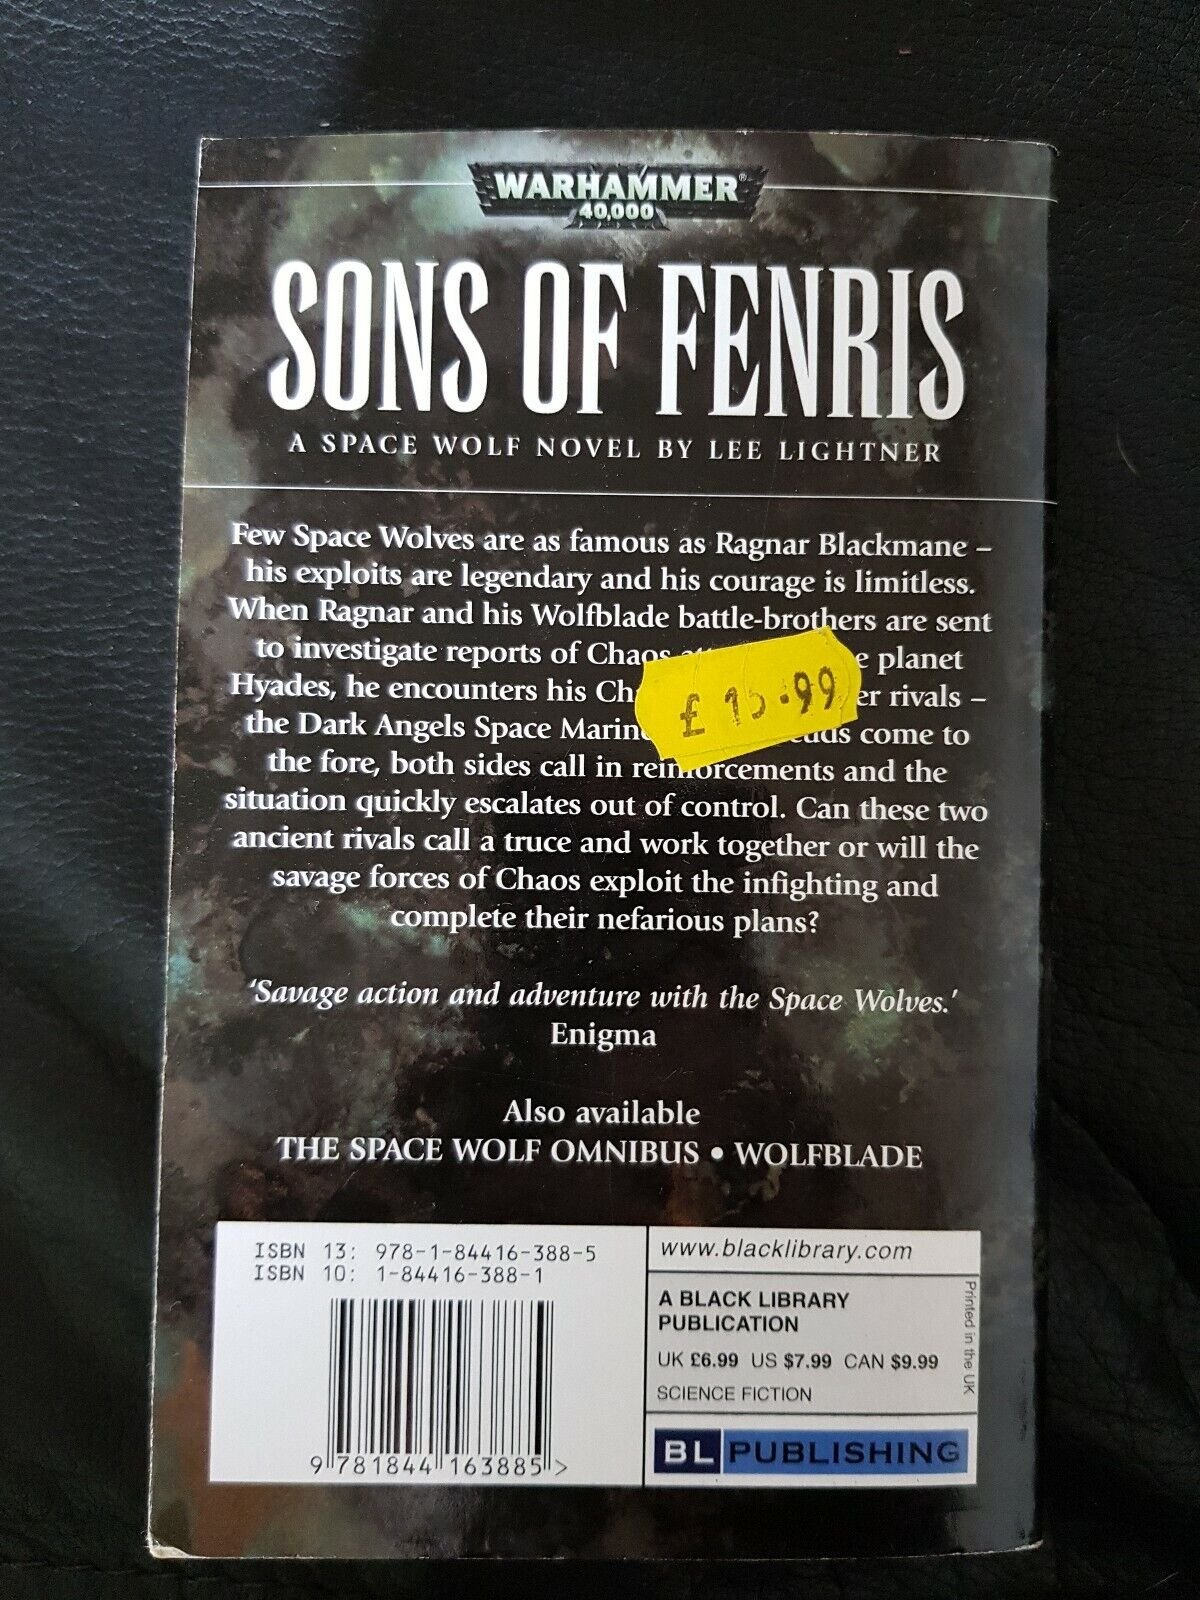 WARHAMMER®
40,000
SONS OF FENRIS
A SPACE WOLF NOVEL BY LEE LIGHTNER
Few Space Wolves are as famous as Ragnar Blackmane –
his exploits are legendary and his courage is limitless.
When Ragnar and his Wolfblade battle-brothers are sent
to investigate reports of Chaos planet
Hyades, he encounters his rivals –
the Dark Angels Space come to
the fore, both sides call in reinforcements and the
situation quickly escalates out of control. Can these two
ancient rivals call a truce and work together or will the
savage forces of Chaos exploit the infighting and
complete their nefarious plans?
£ .99
'Savage action and adventure with the Space Wolves.'
Enigma
Also available
THE SPACE WOLF OMNIBUS • WOLFBLADE
ISBN 13: 978-1-84416-388-5
ISBN 10: 1-84416-388-1
9 781844 163885 >
www.blacklibrary.com
A BLACK LIBRARY
PUBLICATION
UK £6.99 US $7.99 CAN $9.99
SCIENCE FICTION
Printed in the UK
BL PUBLISHING